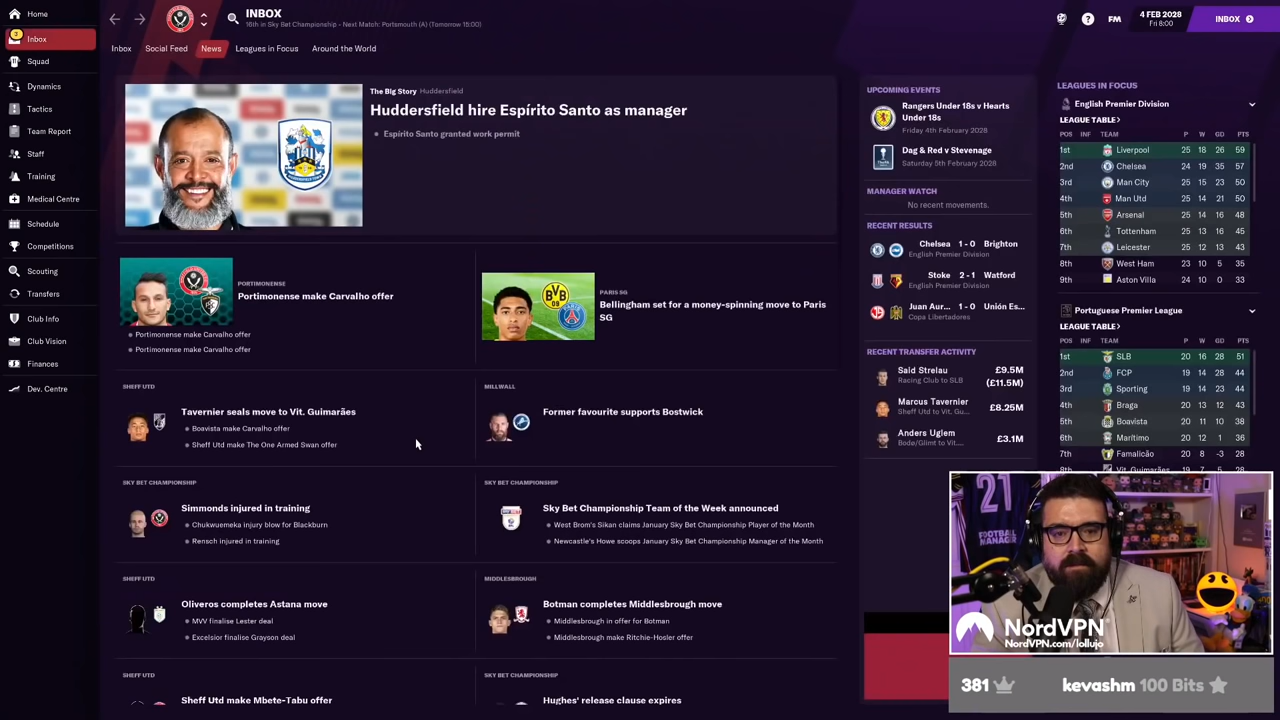 Home
Inbox
3
Squad
Dynamics
Tactics
Team Report
Staff
Training
Medical Centre
Schedule
Competitions
Scouting
Transfers
Club Info
Club Vision
Finances
Dev. Centre
INBOX
16th in Sky Bet Championship - Next Match: Portsmouth (A) (Tomorrow 15:00)
FM
4 FEB 2028
Fri 8:00
INBOX
Inbox
Social Feed
News
Leagues in Focus
Around the World
The Big Story Huddersfield
Huddersfield hire Espírito Santo as manager
Espírito Santo granted work permit
PORTIMONENSE
Portimonense make Carvalho offer
Portimonense make Carvalho offer
Portimonense make Carvalho offer
PARIS SG
Bellingham set for a money-spinning move to Paris
SG
SHEFF UTD
Tavernier seals move to Vit. Guimarães
Boavista make Carvalho offer
Sheff Utd make The One Armed Swan offer
MILLWALL
Former favourite supports Bostwick
SKY BET CHAMPIONSHIP
Simmonds injured in training
Chukwuemeka injury blow for Blackburn
Rensch injured in training
SKY BET CHAMPIONSHIP
Sky Bet Championship Team of the Week announced
West Brom's Sikan claims January Sky Bet Championship Player of the Month
Newcastle's Howe scoops January Sky Bet Championship Manager of the Month
SHEFF UTD
Oliveros completes Astana move
MVV finalise Lester deal
Excelsior finalise Grayson deal
MIDDLESBROUGH
Botman completes Middlesbrough move
Middlesbrough in offer for Botman
Middlesbrough make Ritchie-Hosler offer
SHEFF UTD
Sheff Utd make Mbete-Tabu offer
SKY BET CHAMPIONSHIP
Hughes' release clause expires
UPCOMING EVENTS
Rangers Under 18s v Hearts
Under 18s
Friday 4th February 2028
Dag & Red v Stevenage
Saturday 5th February 2028
MANAGER WATCH
No recent movements.
RECENT RESULTS
Chelsea 1 - 0 Brighton
English Premier Division
Stoke 2 - 1 Watford
English Premier Division
Juan Aur... 1 - 0 Unión Es...
Copa Libertadores
RECENT TRANSFER ACTIVITY
Said Strelau £9.5M
Racing Club to SLB (£11.5M)
Marcus Tavernier £8.25M
Sheff Utd to Vit. Gu...
Anders Uglem £3.1M
Bodø/Glimt to Vit....
LEAGUES IN FOCUS
English Premier Division
LEAGUE TABLE
POS INF TEAM P W GD PTS
1st Liverpool 25 18 26 59
2nd Chelsea 24 19 35 57
3rd Man City 25 15 23 50
4th Man Utd 25 14 21 50
5th Arsenal 25 14 16 48
6th Tottenham 25 13 16 45
7th Leicester 25 12 13 43
8th West Ham 23 10 5 35
9th Aston Villa 24 10 0 33
Portuguese Premier League
LEAGUE TABLE
POS INF TEAM P W GD PTS
1st SLB 20 16 28 51
2nd FCP 20 14 29 44
3rd Sporting 19 14 23 44
4th Braga 20 13 12 43
5th Boavista 20 11 10 38
6th Marítimo 20 12 1 36
7th Famalicão 20 8 -3 28
8th Vit. Guimarães 19 7 5 28
21
FOOTBALL
MANAGER
NordVPN
NordVPN.com/lollujo
381
kevashm 100 Bits